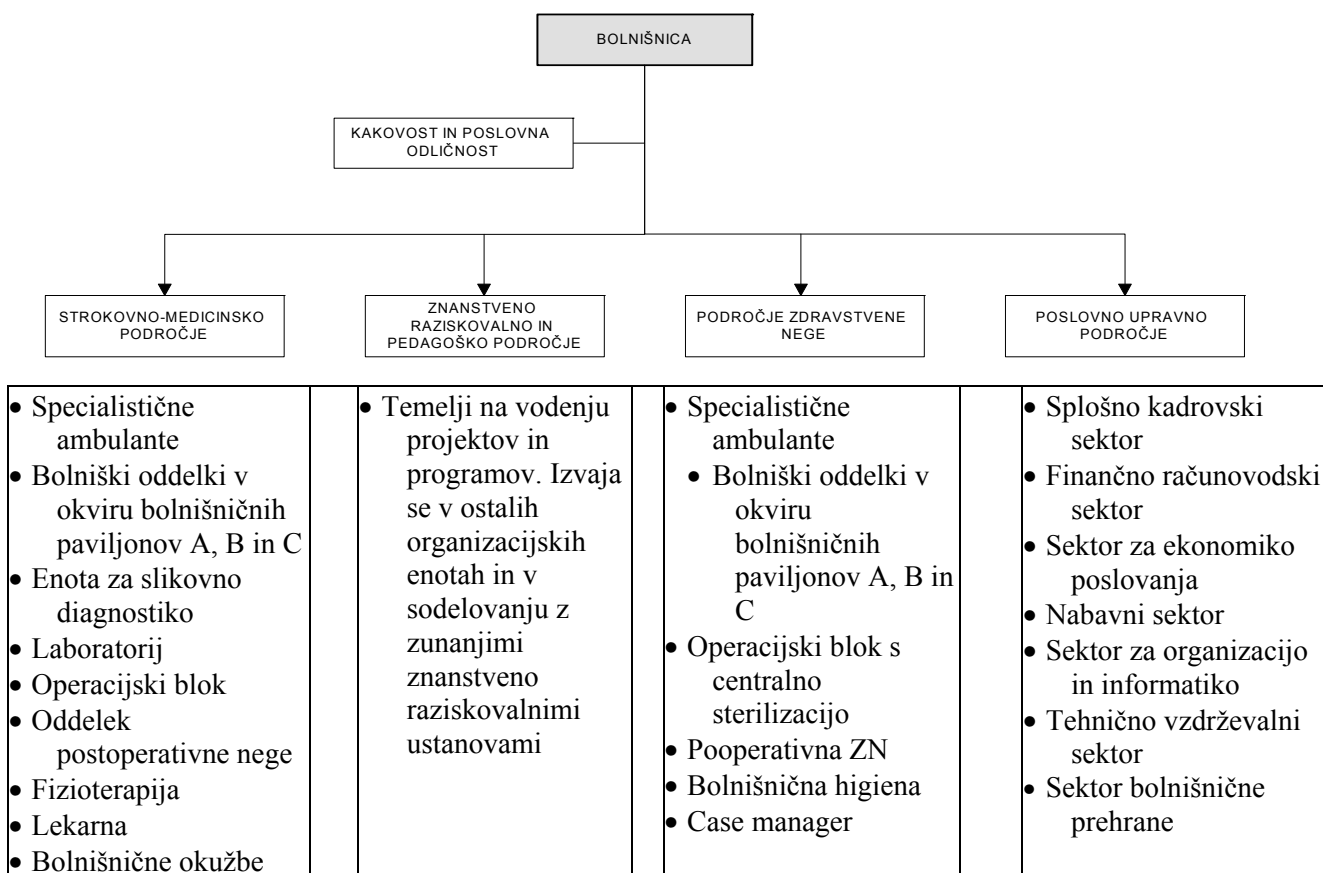 BOLNIŠNICA
KAKOVOST IN POSLOVNA
ODLIČNOST
STROKOVNO-MEDICINSKO
PODROČJE
ZNANSTVENO
RAZISKOVALNO IN
PEDAGOŠKO PODROČJE
PODROČJE ZDRAVSTVENE
NEGE
POSLOVNO UPRAVNO
PODROČJE
• Specialistične
ambulante
• Bolniški oddelki v
okviru bolnišničnih
paviljonov A, B in C
• Enota za slikovno
diagnostiko
• Laboratorij
• Operacijski blok
• Oddelek
postoperativne nege
• Fizioterapija
• Lekarna
• Bolnišnične okužbe
• Temelji na vodenju
projektov in
programov. Izvaja
se v ostalih
organizacijskih
enotah in v
sodelovanju z
zunanjimi
znanstveno
raziskovalnimi
ustanovami
• Specialistične
ambulante
• Bolniški oddelki v
okviru
bolnišničnih
paviljonov A, B in
C
• Operacijski blok s
centralno
sterilizacijo
• Pooperativna ZN
• Bolnišnična higiena
• Case manager
• Splošno kadrovski
sektor
• Finančno računovodski
sektor
• Sektor za ekonomiko
poslovanja
• Nabavni sektor
• Sektor za organizacijo
in informatiko
• Tehnično vzdrževalni
sektor
• Sektor bolnišnične
prehrane